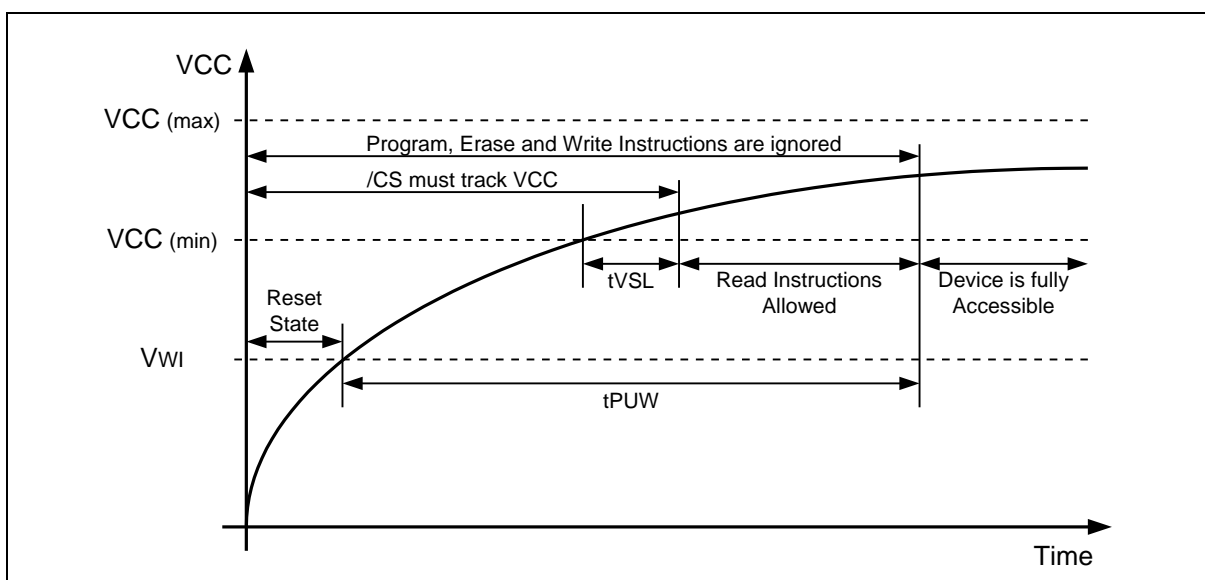 VCC
VCC (max)
Program, Erase and Write Instructions are ignored
/CS must track VCC
VCC (min)
tVSL
Read Instructions
Allowed
Device is fully
Accessible
Reset
State
VWI
tPUW
Time